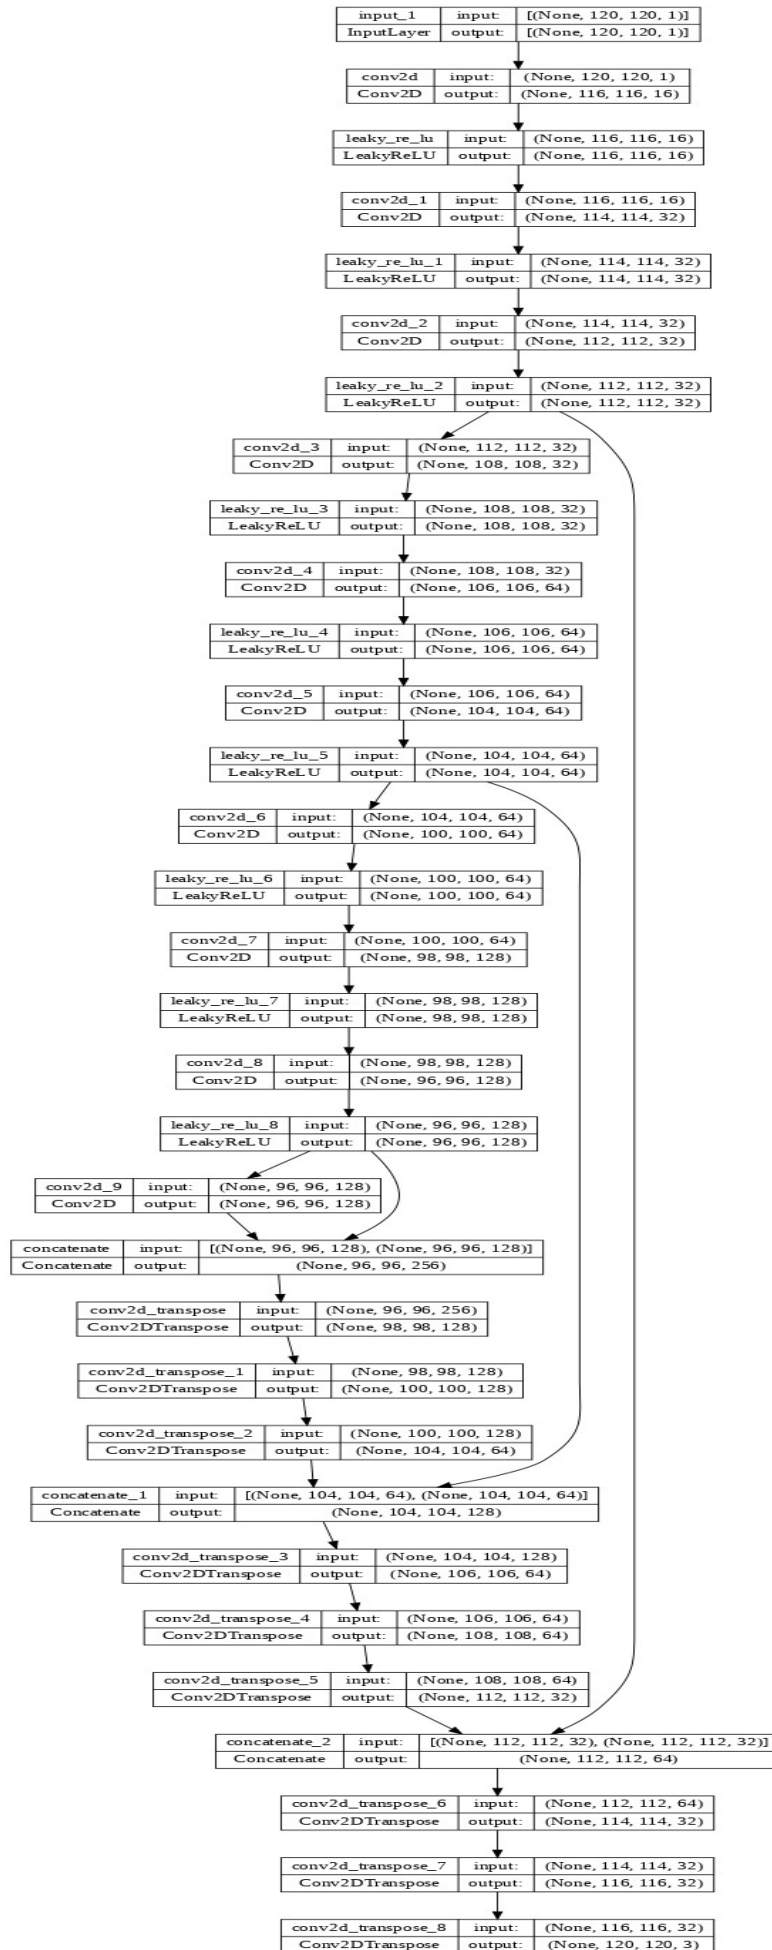 input_1 input: [(None, 120, 120, 1)]
InputLayer output: [(None, 120, 120, 1)]
conv2d input: (None, 120, 120, 1)
Conv2D output: (None, 116, 116, 16)
leaky_re_lu input: (None, 116, 116, 16)
LeakyReLU output: (None, 116, 116, 16)
conv2d_1 input: (None, 116, 116, 16)
Conv2D output: (None, 114, 114, 32)
leaky_re_lu_1 input: (None, 114, 114, 32)
LeakyReLU output: (None, 114, 114, 32)
conv2d_2 input: (None, 114, 114, 32)
Conv2D output: (None, 112, 112, 32)
leaky_re_lu_2 input: (None, 112, 112, 32)
LeakyReLU output: (None, 112, 112, 32)
conv2d_3 input: (None, 112, 112, 32)
Conv2D output: (None, 108, 108, 32)
leaky_re_lu_3 input: (None, 108, 108, 32)
LeakyReLU output: (None, 108, 108, 32)
conv2d_4 input: (None, 108, 108, 32)
Conv2D output: (None, 106, 106, 64)
leaky_re_lu_4 input: (None, 106, 106, 64)
LeakyReLU output: (None, 106, 106, 64)
conv2d_5 input: (None, 106, 106, 64)
Conv2D output: (None, 104, 104, 64)
leaky_re_lu_5 input: (None, 104, 104, 64)
LeakyReLU output: (None, 104, 104, 64)
conv2d_6 input: (None, 104, 104, 64)
Conv2D output: (None, 100, 100, 64)
leaky_re_lu_6 input: (None, 100, 100, 64)
LeakyReLU output: (None, 100, 100, 64)
conv2d_7 input: (None, 100, 100, 64)
Conv2D output: (None, 98, 98, 128)
leaky_re_lu_7 input: (None, 98, 98, 128)
LeakyReLU output: (None, 98, 98, 128)
conv2d_8 input: (None, 98, 98, 128)
Conv2D output: (None, 96, 96, 128)
leaky_re_lu_8 input: (None, 96, 96, 128)
LeakyReLU output: (None, 96, 96, 128)
conv2d_9 input: (None, 96, 96, 128)
Conv2D output: (None, 96, 96, 128)
concatenate input: [(None, 96, 96, 128), (None, 96, 96, 128)]
Concatenate output: (None, 96, 96, 256)
conv2d_transpose input: (None, 96, 96, 256)
Conv2DTranspose output: (None, 98, 98, 128)
conv2d_transpose_1 input: (None, 98, 98, 128)
Conv2DTranspose output: (None, 100, 100, 128)
conv2d_transpose_2 input: (None, 100, 100, 128)
Conv2DTranspose output: (None, 104, 104, 64)
concatenate_1 input: [(None, 104, 104, 64), (None, 104, 104, 64)]
Concatenate output: (None, 104, 104, 128)
conv2d_transpose_3 input: (None, 104, 104, 128)
Conv2DTranspose output: (None, 106, 106, 64)
conv2d_transpose_4 input: (None, 106, 106, 64)
Conv2DTranspose output: (None, 108, 108, 64)
conv2d_transpose_5 input: (None, 108, 108, 64)
Conv2DTranspose output: (None, 112, 112, 32)
concatenate_2 input: [(None, 112, 112, 32), (None, 112, 112, 32)]
Concatenate output: (None, 112, 112, 64)
conv2d_transpose_6 input: (None, 112, 112, 64)
Conv2DTranspose output: (None, 114, 114, 32)
conv2d_transpose_7 input: (None, 114, 114, 32)
Conv2DTranspose output: (None, 116, 116, 32)
conv2d_transpose_8 input: (None, 116, 116, 32)
Conv2DTranspose output: (None, 120, 120, 3)